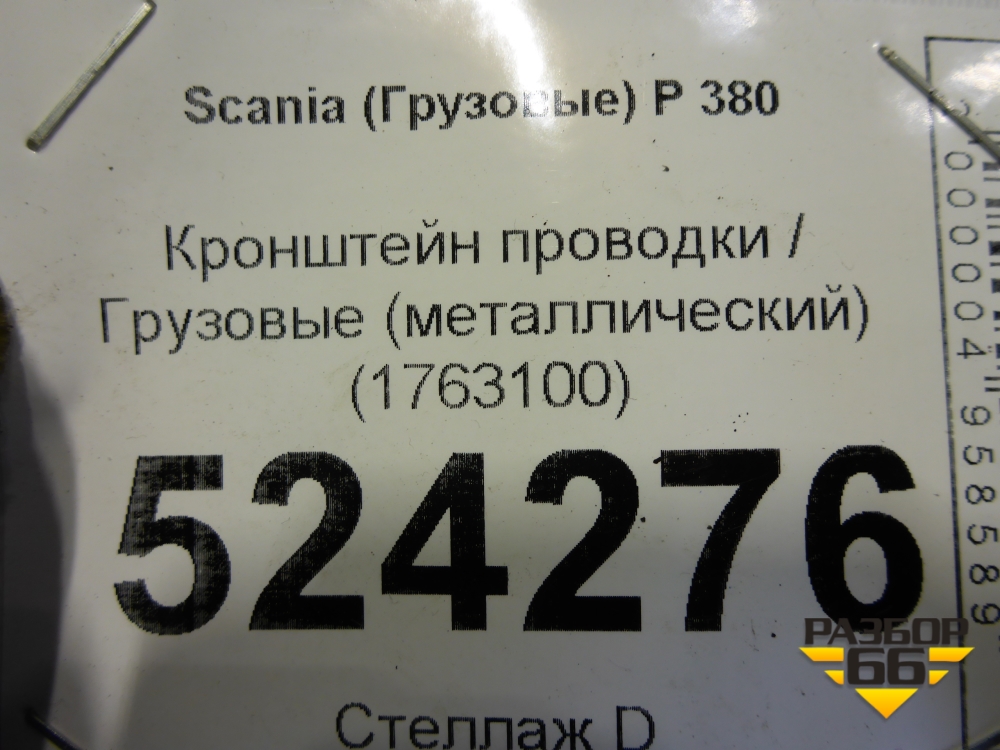 Scania (Грузовые) P 380
Кронштейн проводки /
Грузовые (металлический)
(1763100)
524276
Стеллаж D
РАЗБОР
66